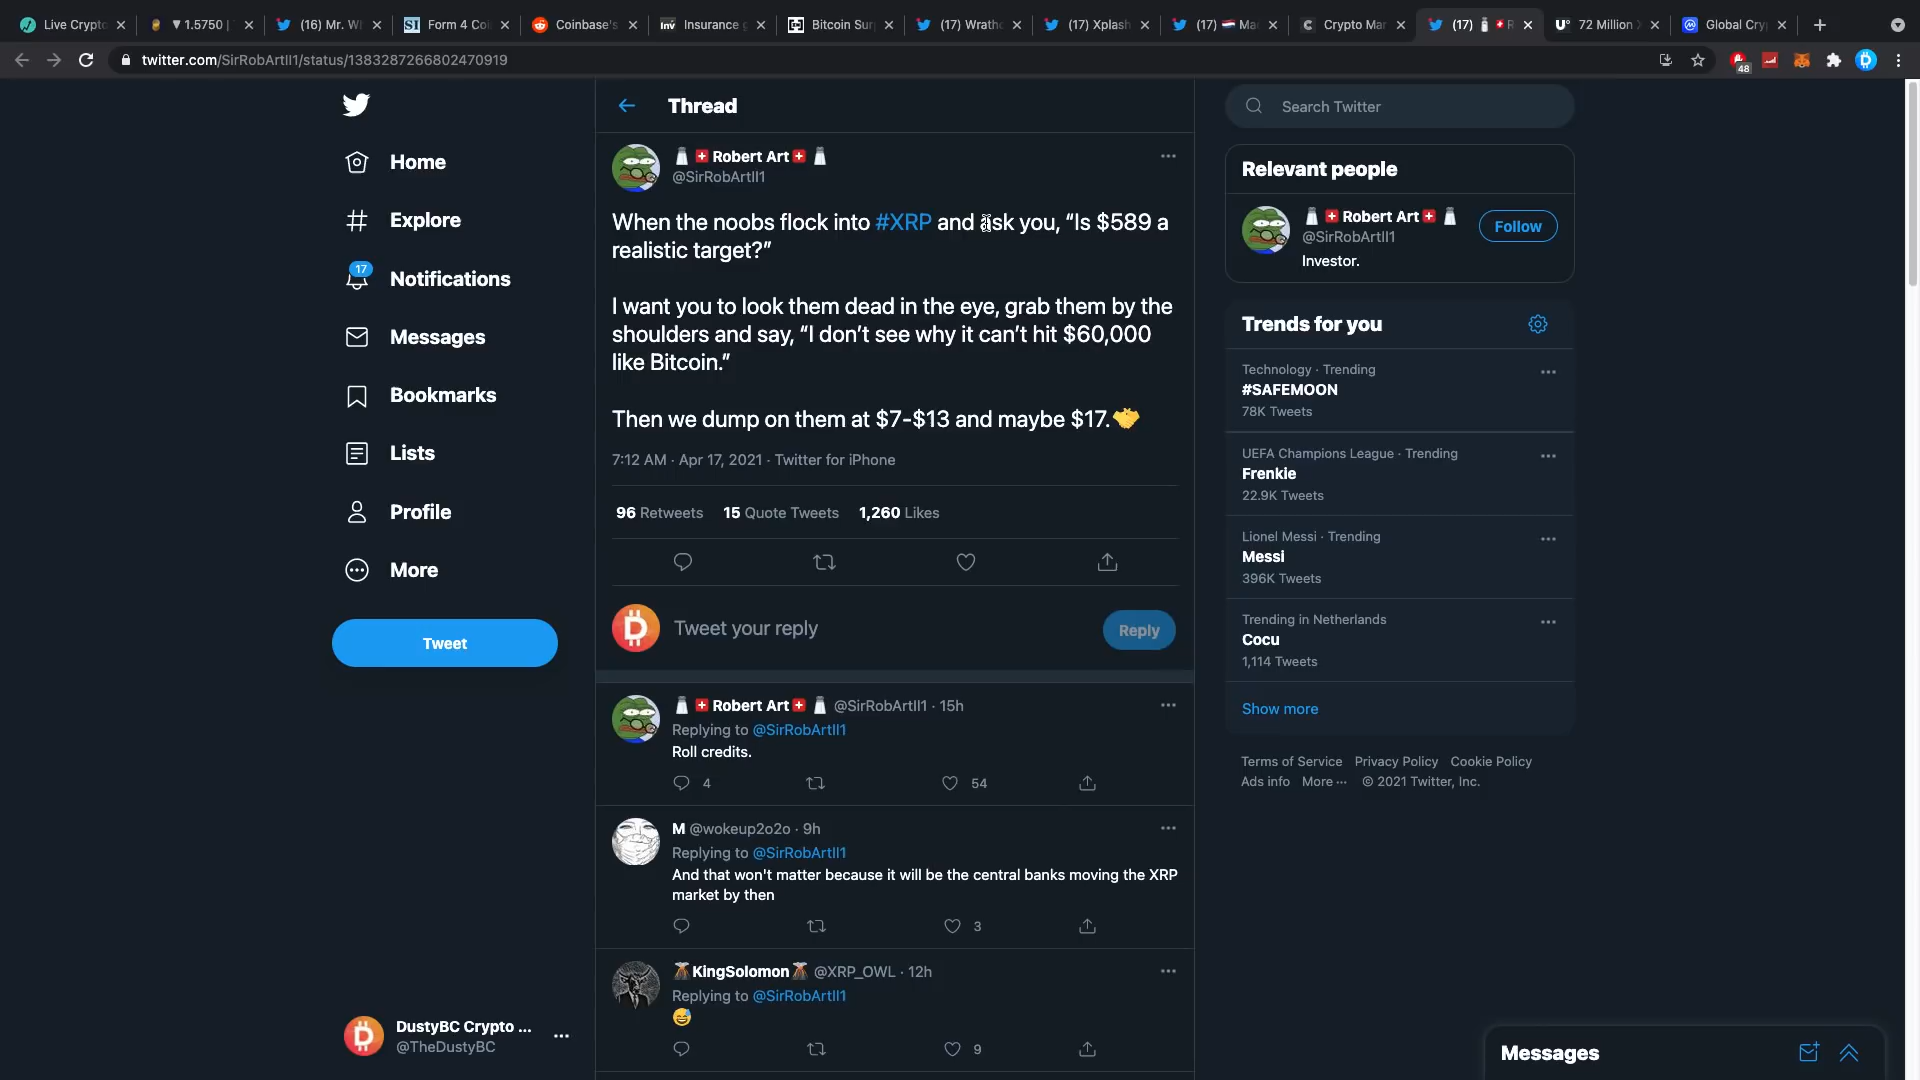 Live Crypto
▼ 1.5750 |
(16) Mr. W
Form 4 Coi
Coinbase's
Insurance
Bitcoin Sur
(17) Wrath
(17) Xplash
(17) Ma
Crypto Mar
(17)
72 Million
Global Cry
twitter.com/SirRobArtII1/status/1383287266802470919
48
Home
Explore
17
Notifications
Messages
Bookmarks
Lists
Profile
More
Tweet
DustyBC Crypto ...
@TheDustyBC
Thread
Robert Art
@SirRobArtII1
When the noobs flock into #XRP and ask you, “Is $589 a
realistic target?”
I want you to look them dead in the eye, grab them by the
shoulders and say, “I don’t see why it can’t hit $60,000
like Bitcoin.”
Then we dump on them at $7-$13 and maybe $17.🤝
7:12 AM · Apr 17, 2021 · Twitter for iPhone
96 Retweets 15 Quote Tweets 1,260 Likes
Tweet your reply
Reply
Robert Art @SirRobArtII1 · 15h
Replying to @SirRobArtII1
Roll credits.
4 54
M @wokeup2o2o · 9h
Replying to @SirRobArtII1
And that won't matter because it will be the central banks moving the XRP
market by then
3
🌋KingSolomon🌋 @XRP_OWL · 12h
Replying to @SirRobArtII1
😅
9
Search Twitter
Relevant people
Robert Art
@SirRobArtII1
Follow
Investor.
Trends for you
Technology · Trending
#SAFEMOON
78K Tweets
UEFA Champions League · Trending
Frenkie
22.9K Tweets
Lionel Messi · Trending
Messi
396K Tweets
Trending in Netherlands
Cocu
1,114 Tweets
Show more
Terms of Service Privacy Policy Cookie Policy
Ads info More ··· © 2021 Twitter, Inc.
Messages